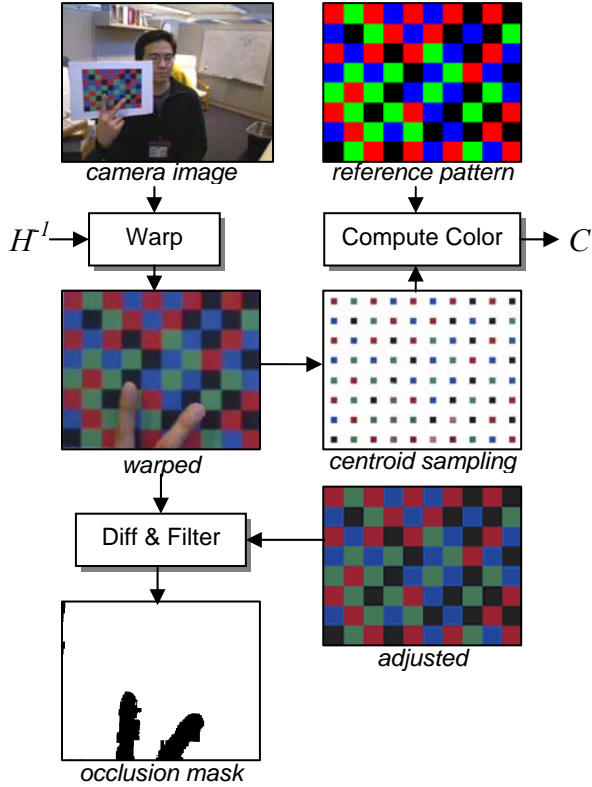 camera image
reference pattern
H⁻¹
Warp
Compute Color
C
warped
centroid sampling
Diff & Filter
adjusted
occlusion mask